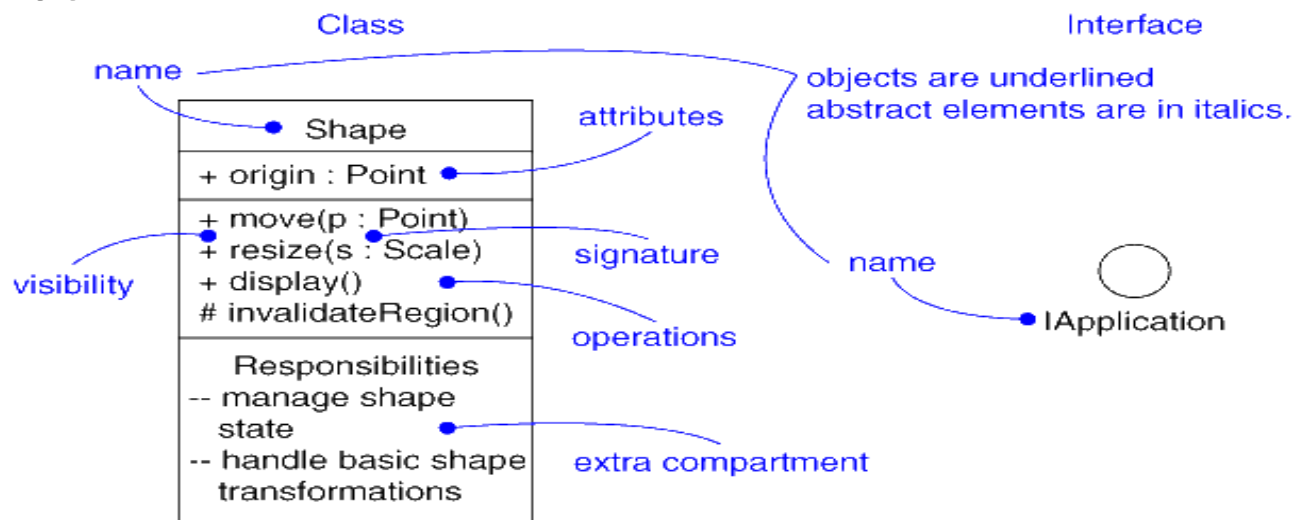 Class
Interface
name
objects are underlined
abstract elements are in italics.
Shape
attributes
+ origin : Point
+ move(p : Point)
+ resize(s : Scale)
+ display()
# invalidateRegion()
visibility
signature
operations
name
IApplication
Responsibilities
-- manage shape
state
-- handle basic shape
transformations
extra compartment